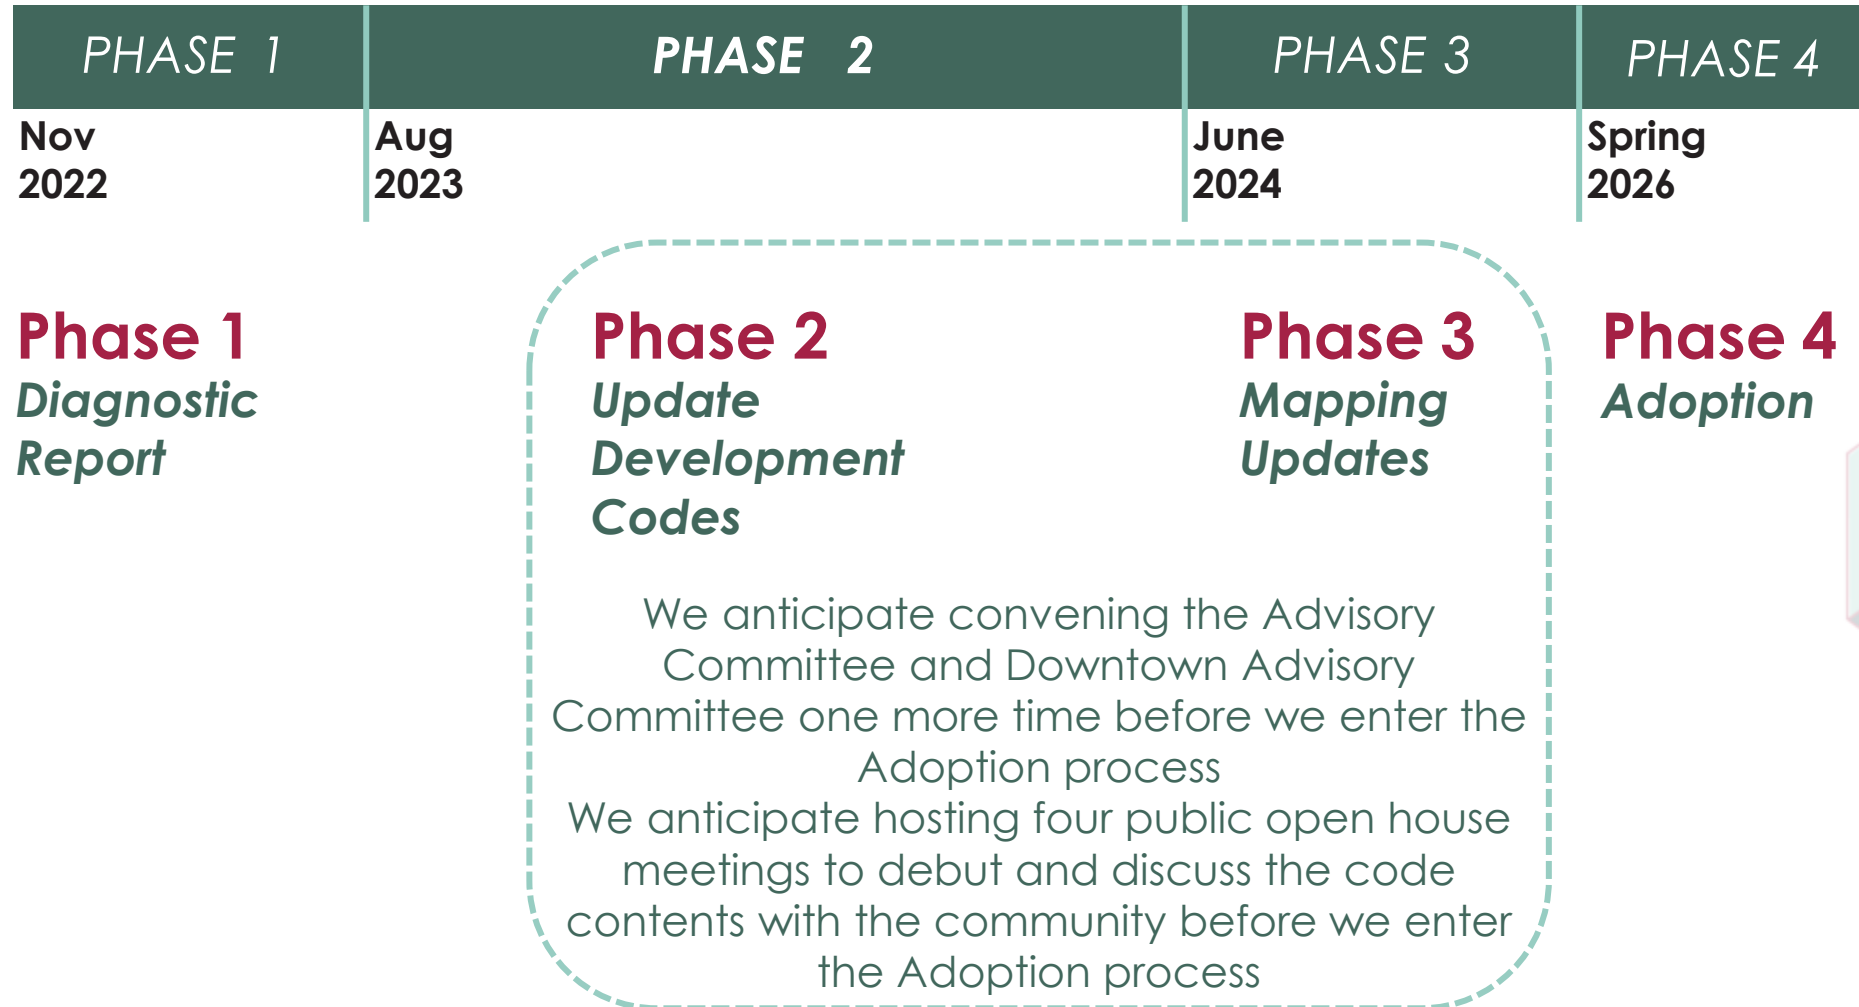 PHASE 1
PHASE 2
PHASE 3
PHASE 4
Nov
2022
Aug
2023
June
2024
Spring
2026
Phase 1
Diagnostic
Report
Phase 2
Update
Development
Codes
Phase 3
Mapping
Updates
Phase 4
Adoption
We anticipate convening the Advisory
Committee and Downtown Advisory
Committee one more time before we enter the
Adoption process
We anticipate hosting four public open house
meetings to debut and discuss the code
contents with the community before we enter
the Adoption process